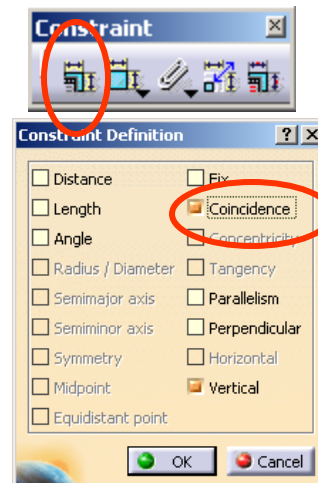 Constraint
Constraint Definition
Distance
Fix
Length
Coincidence
Angle
Concentricity
Radius / Diameter
Tangency
Semimajor axis
Parallelism
Semiminor axis
Perpendicular
Symmetry
Horizontal
Midpoint
Vertical
Equidistant point
OK
Cancel